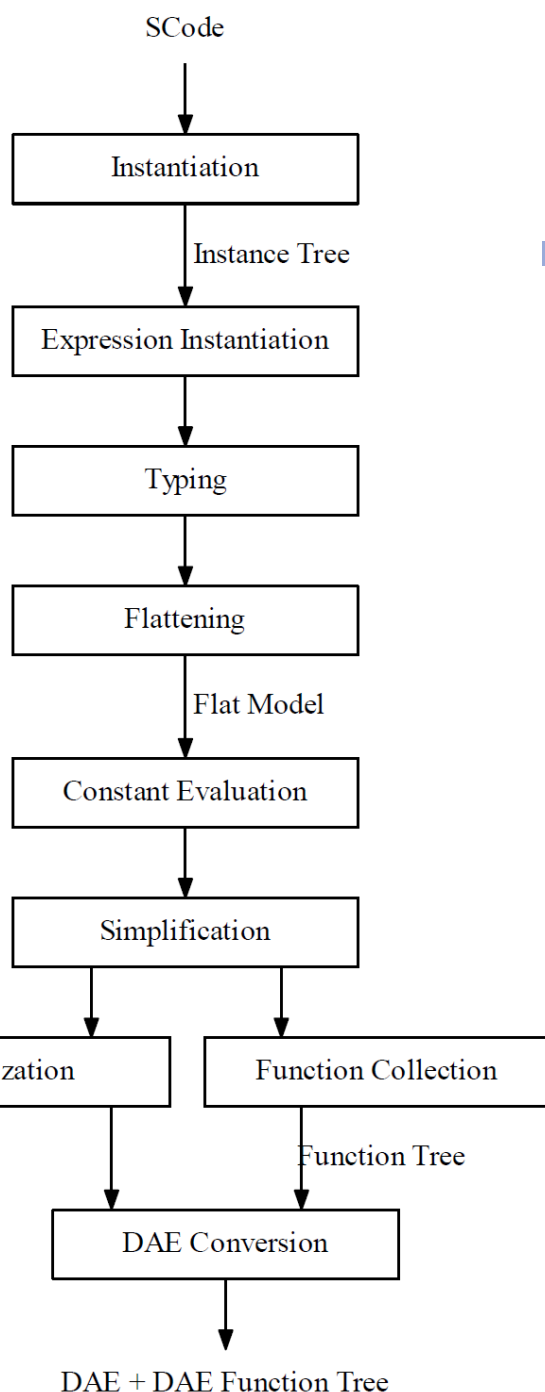 SCode
Instantiation
Instance Tree
Expression Instantiation
Typing
Flattening
Flat Model
Constant Evaluation
Simplification
zation
Function Collection
Function Tree
DAE Conversion
DAE + DAE Function Tree